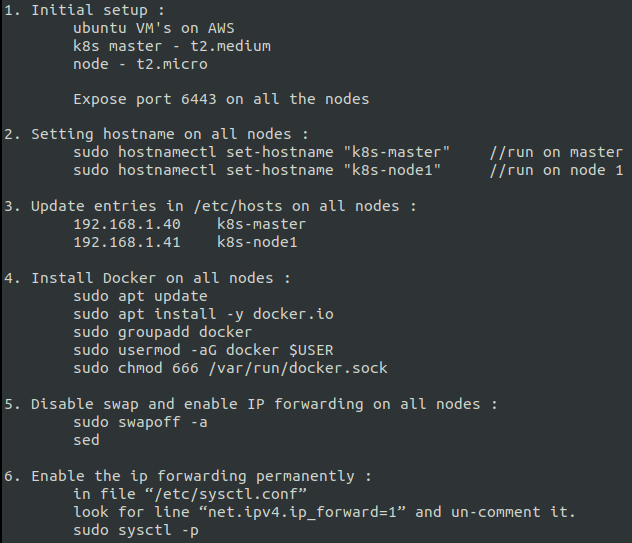 1. Initial setup :
ubuntu VM's on AWS
k8s master - t2.medium
node - t2.micro
Expose port 6443 on all the nodes
2. Setting hostname on all nodes :
sudo hostnamectl set-hostname "k8s-master" //run on master
sudo hostnamectl set-hostname "k8s-node1" //run on node 1
3. Update entries in /etc/hosts on all nodes :
192.168.1.40 k8s-master
192.168.1.41 k8s-node1
4. Install Docker on all nodes :
sudo apt update
sudo apt install -y docker.io
sudo groupadd docker
sudo usermod -aG docker $USER
sudo chmod 666 /var/run/docker.sock
5. Disable swap and enable IP forwarding on all nodes :
sudo swapoff -a
sed
6. Enable the ip forwarding permanently :
in file “/etc/sysctl.conf”
look for line “net.ipv4.ip_forward=1” and un-comment it.
sudo sysctl -p